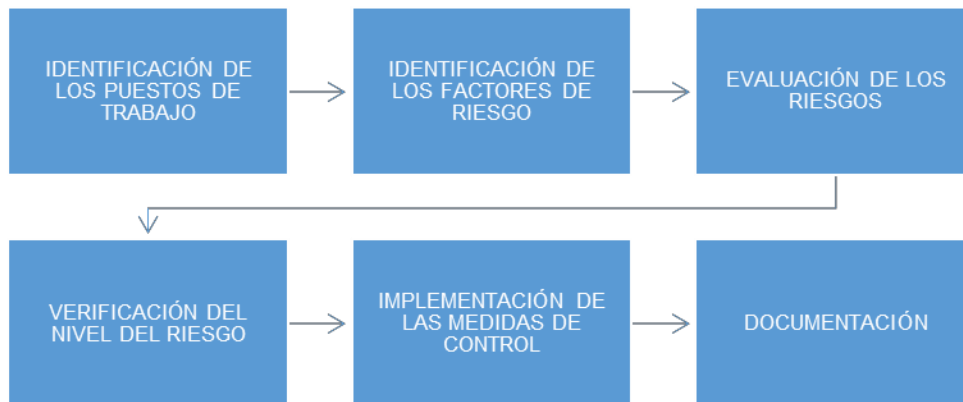 IDENTIFICACIÓN DE
LOS PUESTOS DE
TRABAJO
IDENTIFICACIÓN DE
LOS FACTORES DE
RIESGO
EVALUACIÓN DE LOS
RIESGOS
VERIFICACIÓN DEL
NIVEL DEL RIESGO
IMPLEMENTACIÓN DE
LAS MEDIDAS DE
CONTROL
DOCUMENTACIÓN